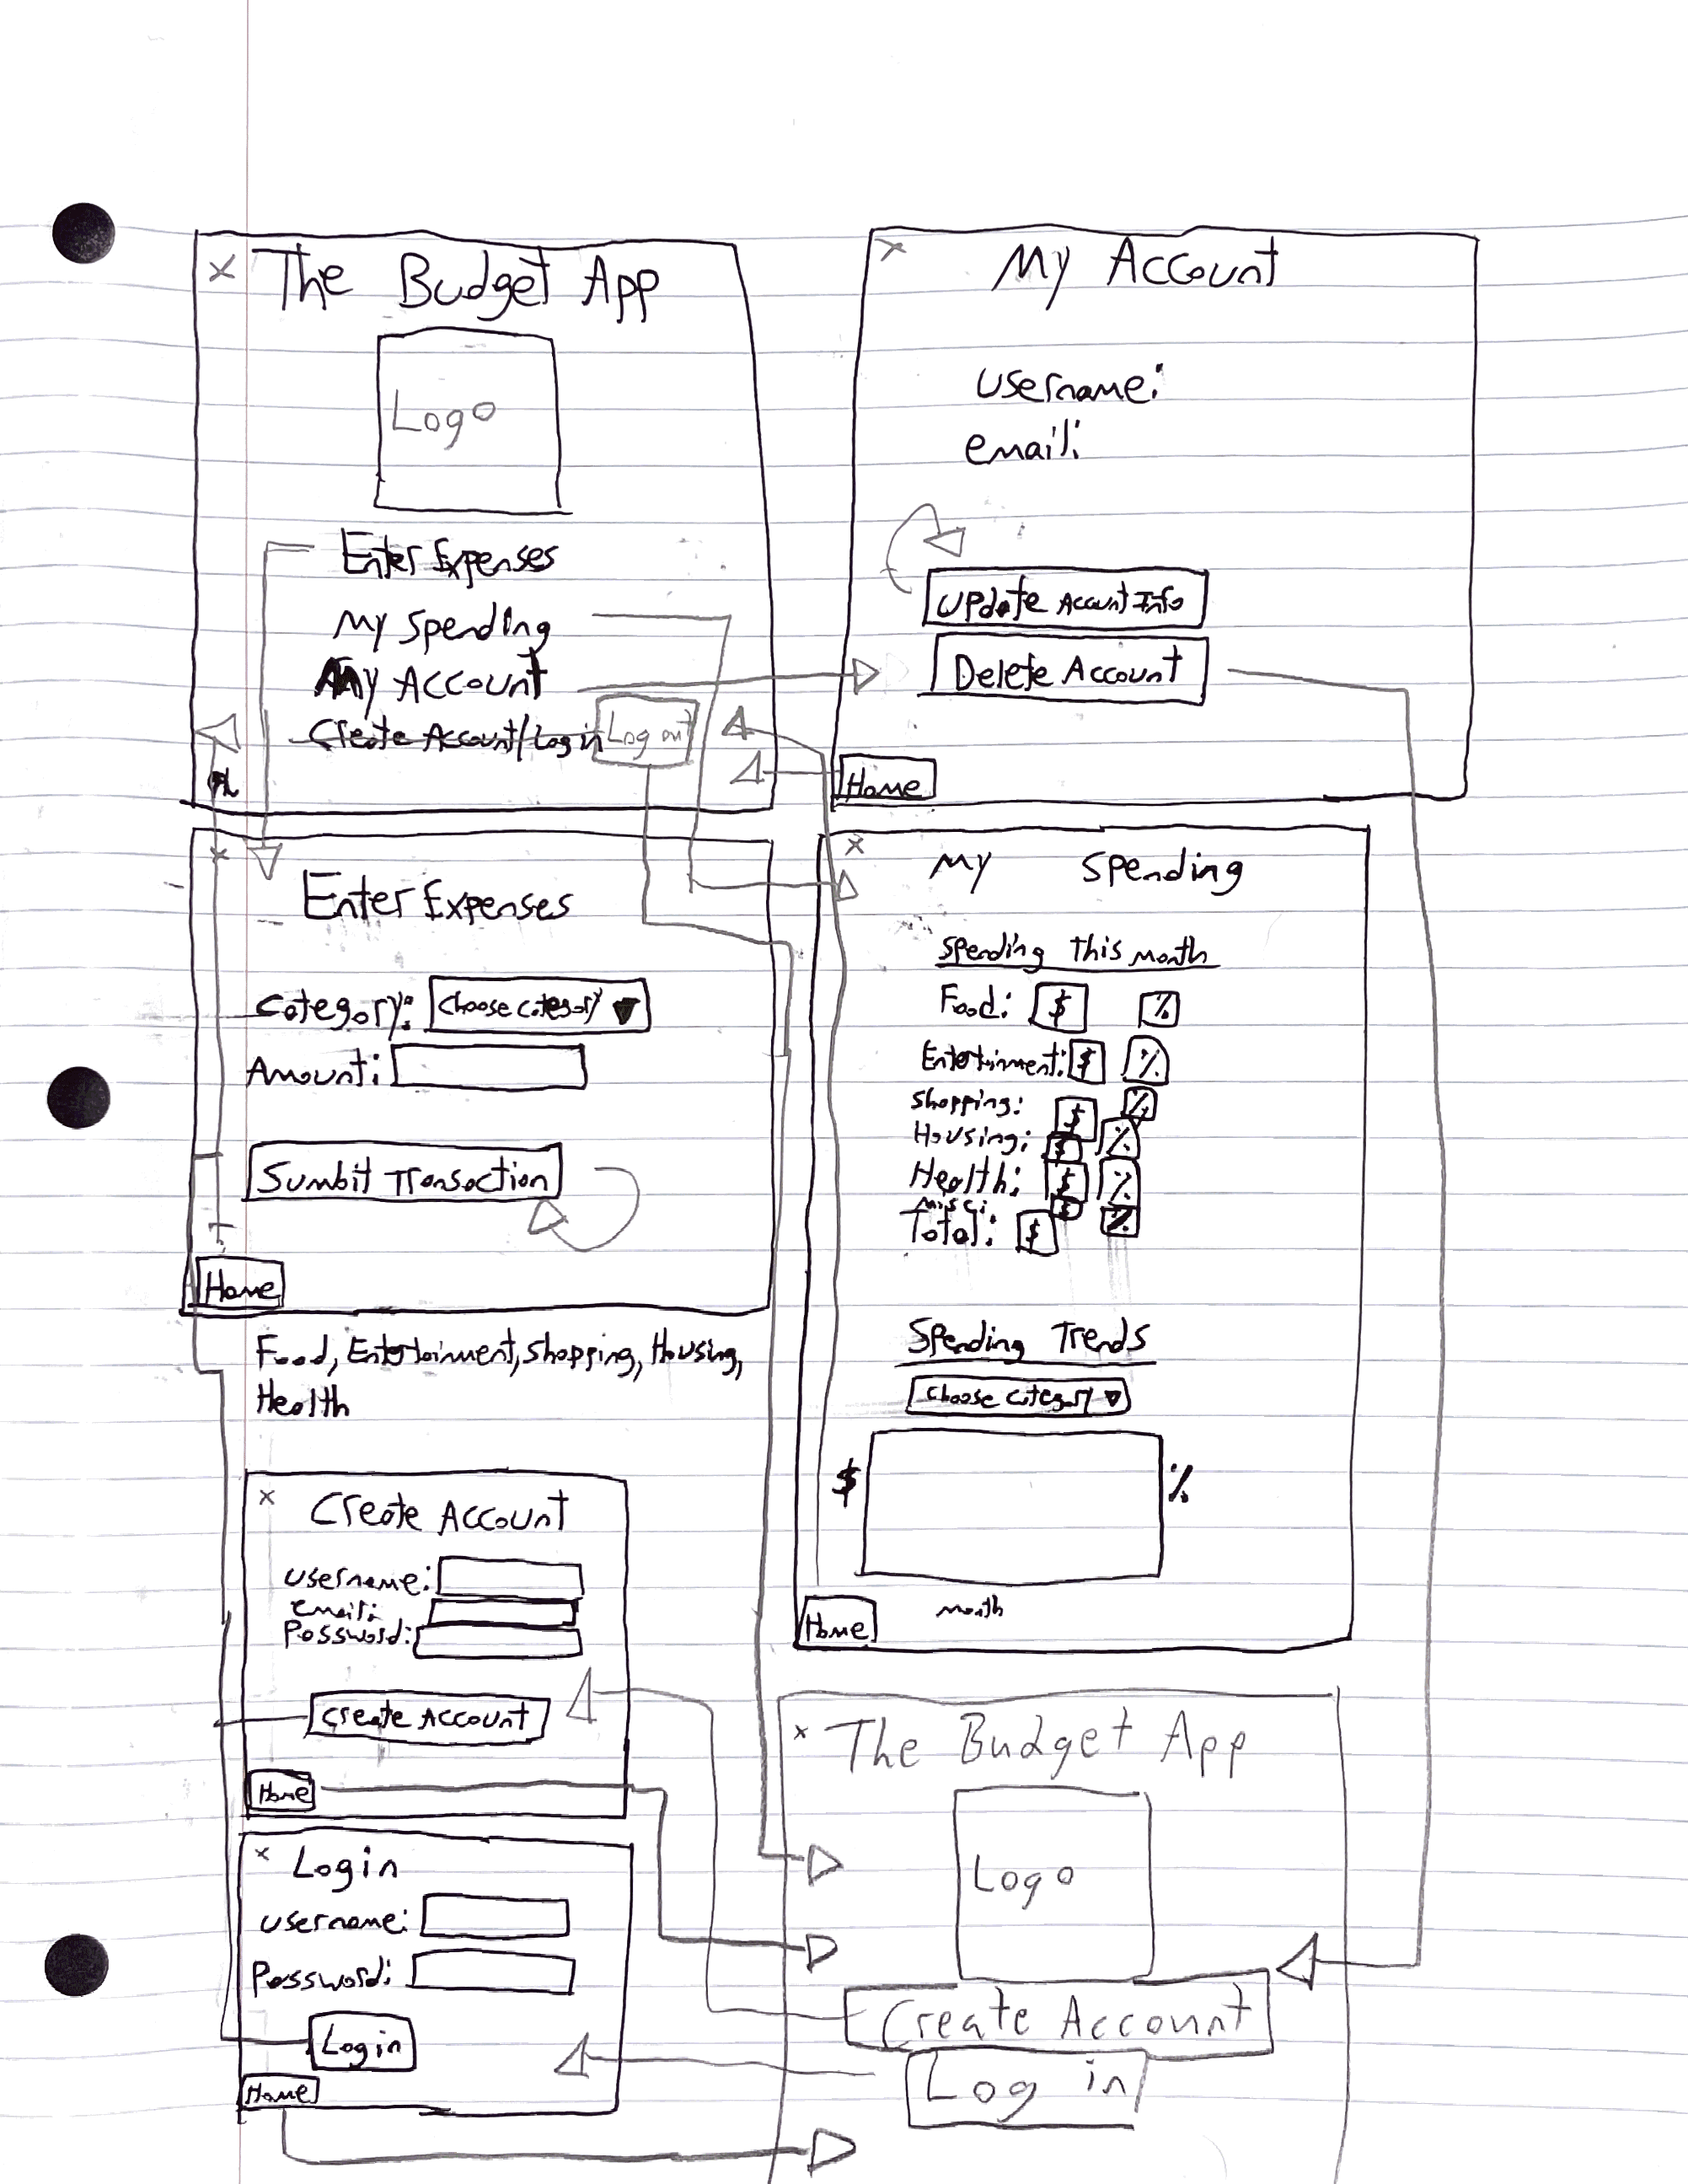 × The Budget App
Logo
Enter Expenses
My Spending
My Account
Create Account/Login
Log out
× My Account
username:
email:
Update Account Info
Delete Account
Home
×
Enter Expenses
Category: Choose category ▼
Amount:
Sumbit Transaction
Home
Food, Entertainment, Shopping, Housing,
Health
× My Spending
Spending This Month
Food: $ %
Entertainment: $ %
Shopping: $ %
Housing: $ %
Health: $ %
Misc: $ %
Total: $
Spending Trends
Choose category ▼
$ %
month
Home
× Create Account
username:
email:
Password:
Create Account
Home
× Login
username:
Password:
Login
Home
× The Budget App
Logo
Create Account
Log in